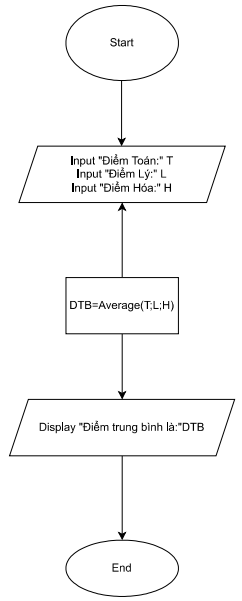 Start
Input "Điểm Toán:" T
Input "Điểm Lý:" L
Input "Điểm Hóa:" H
DTB=Average(T;L;H)
Display "Điểm trung bình là:"DTB
End